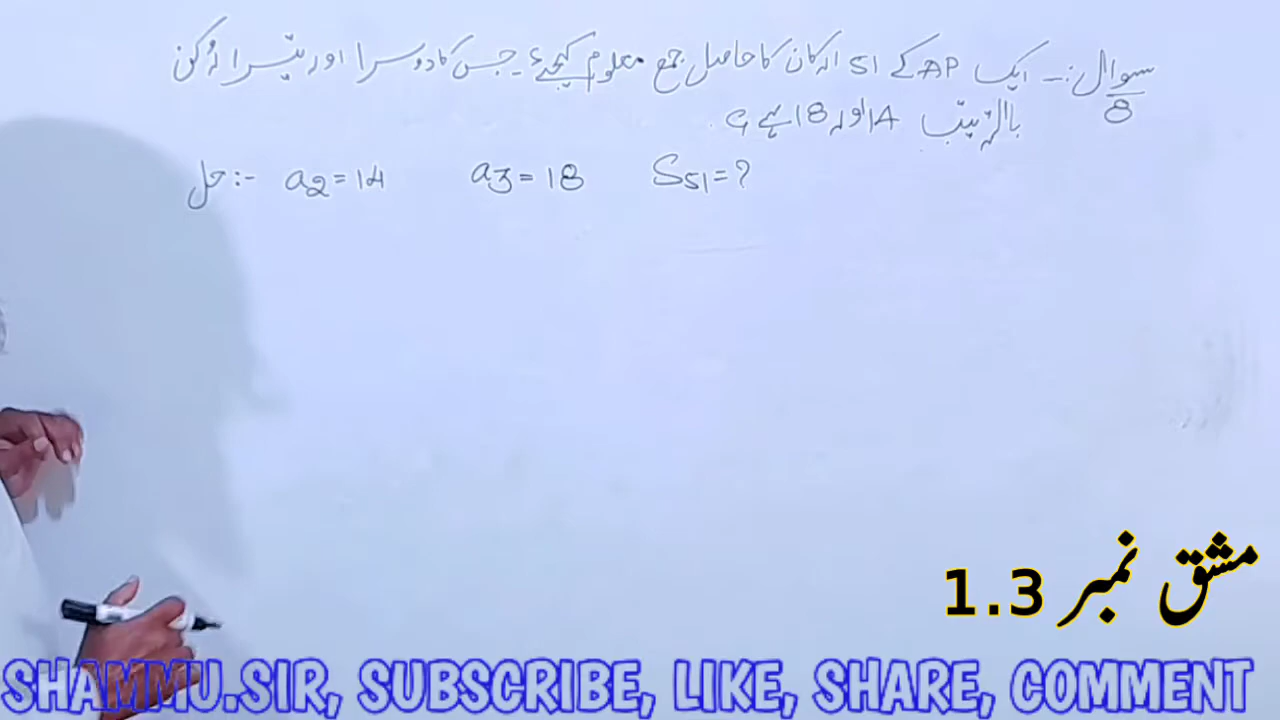 سوال 8 :- ایک AP کے 51 ارکان کا حاصل جمع معلوم کیجئے۔ جس کا دوسرا اور تیسرا رکن
بالترتیب 14 اور 18 ہے؟
حل :- a2 = 14 a3 = 18 S51 = ?
مشق نمبر 1.3
SHAMMU.SIR, SUBSCRIBE, LIKE, SHARE, COMMENT